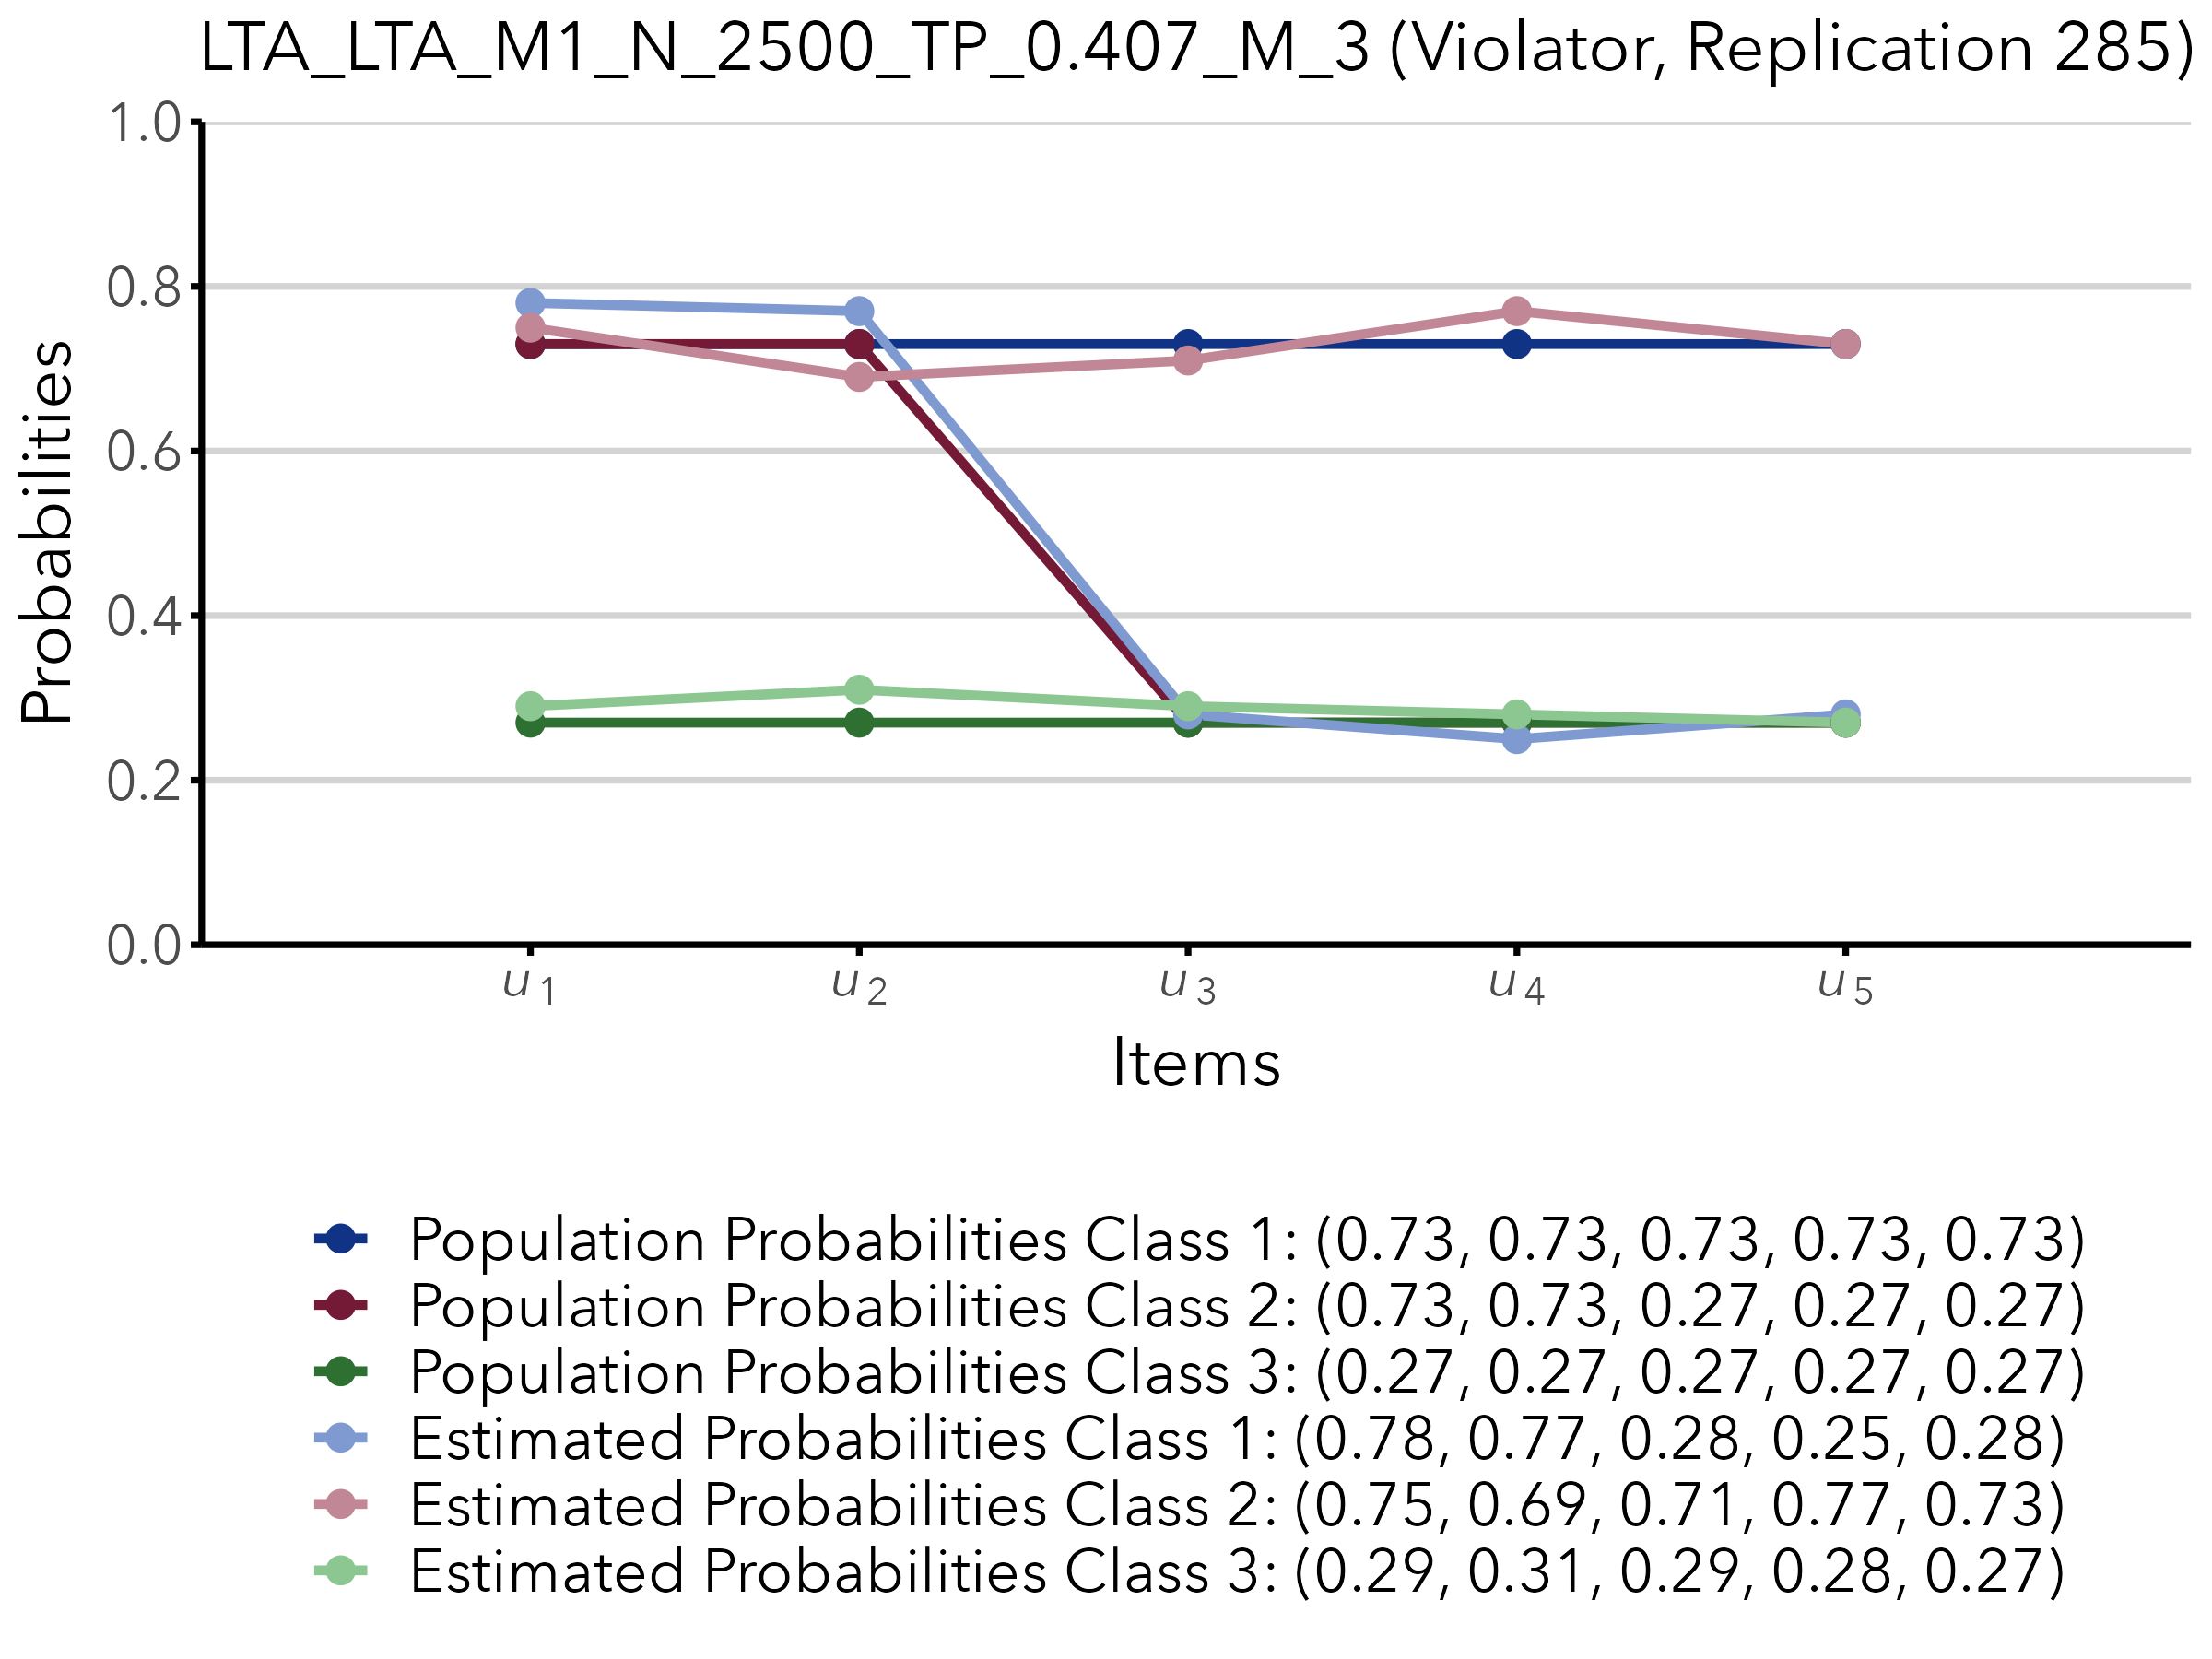 LTA_LTA_M1_N_2500_TP_0.407_M_3 (Violator, Replication 285)
1.0
0.8
0.6
0.4
0.2
0.0
Probabilities
u1 u2 u3 u4 u5
Items
Population Probabilities Class 1: (0.73, 0.73, 0.73, 0.73, 0.73)
Population Probabilities Class 2: (0.73, 0.73, 0.27, 0.27, 0.27)
Population Probabilities Class 3: (0.27, 0.27, 0.27, 0.27, 0.27)
Estimated Probabilities Class 1: (0.78, 0.77, 0.28, 0.25, 0.28)
Estimated Probabilities Class 2: (0.75, 0.69, 0.71, 0.77, 0.73)
Estimated Probabilities Class 3: (0.29, 0.31, 0.29, 0.28, 0.27)